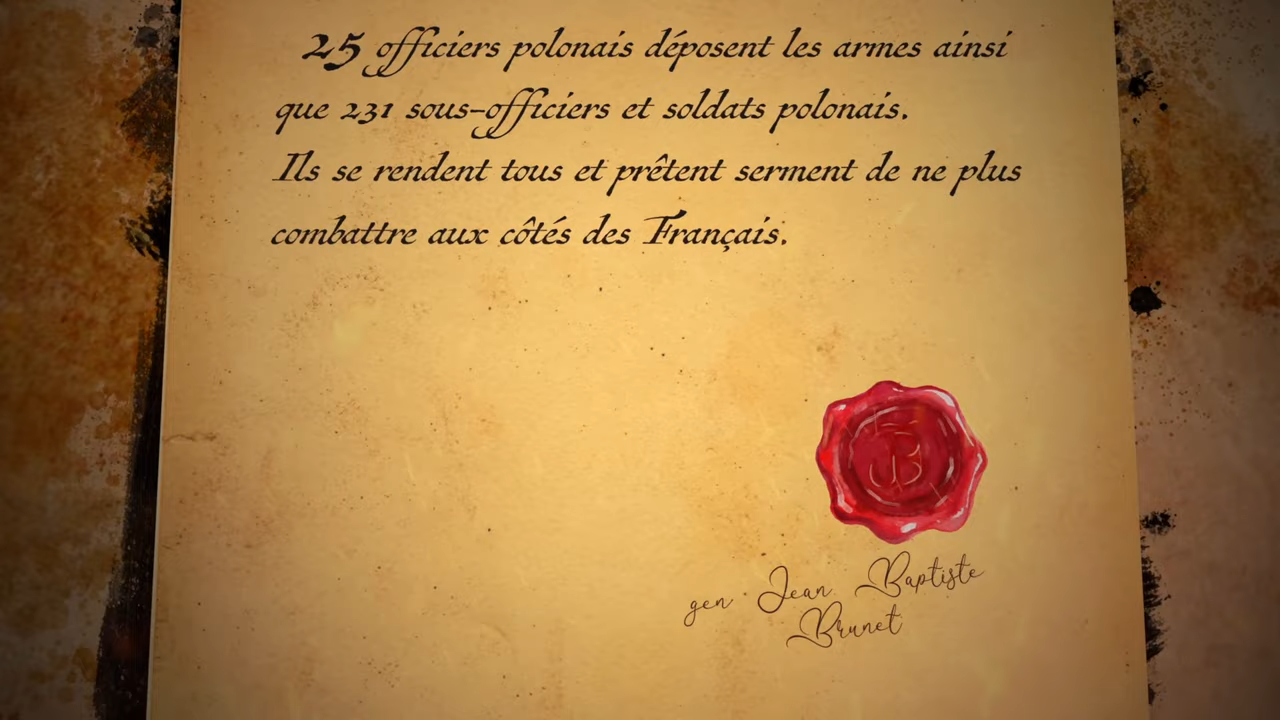 25 officiers polonais déposent les armes ainsi
que 231 sous-officiers et soldats polonais.
Ils se rendent tous et prêtent serment de ne plus
combattre aux côtés des Français.
JB
gen. Jean Baptiste
Brunet